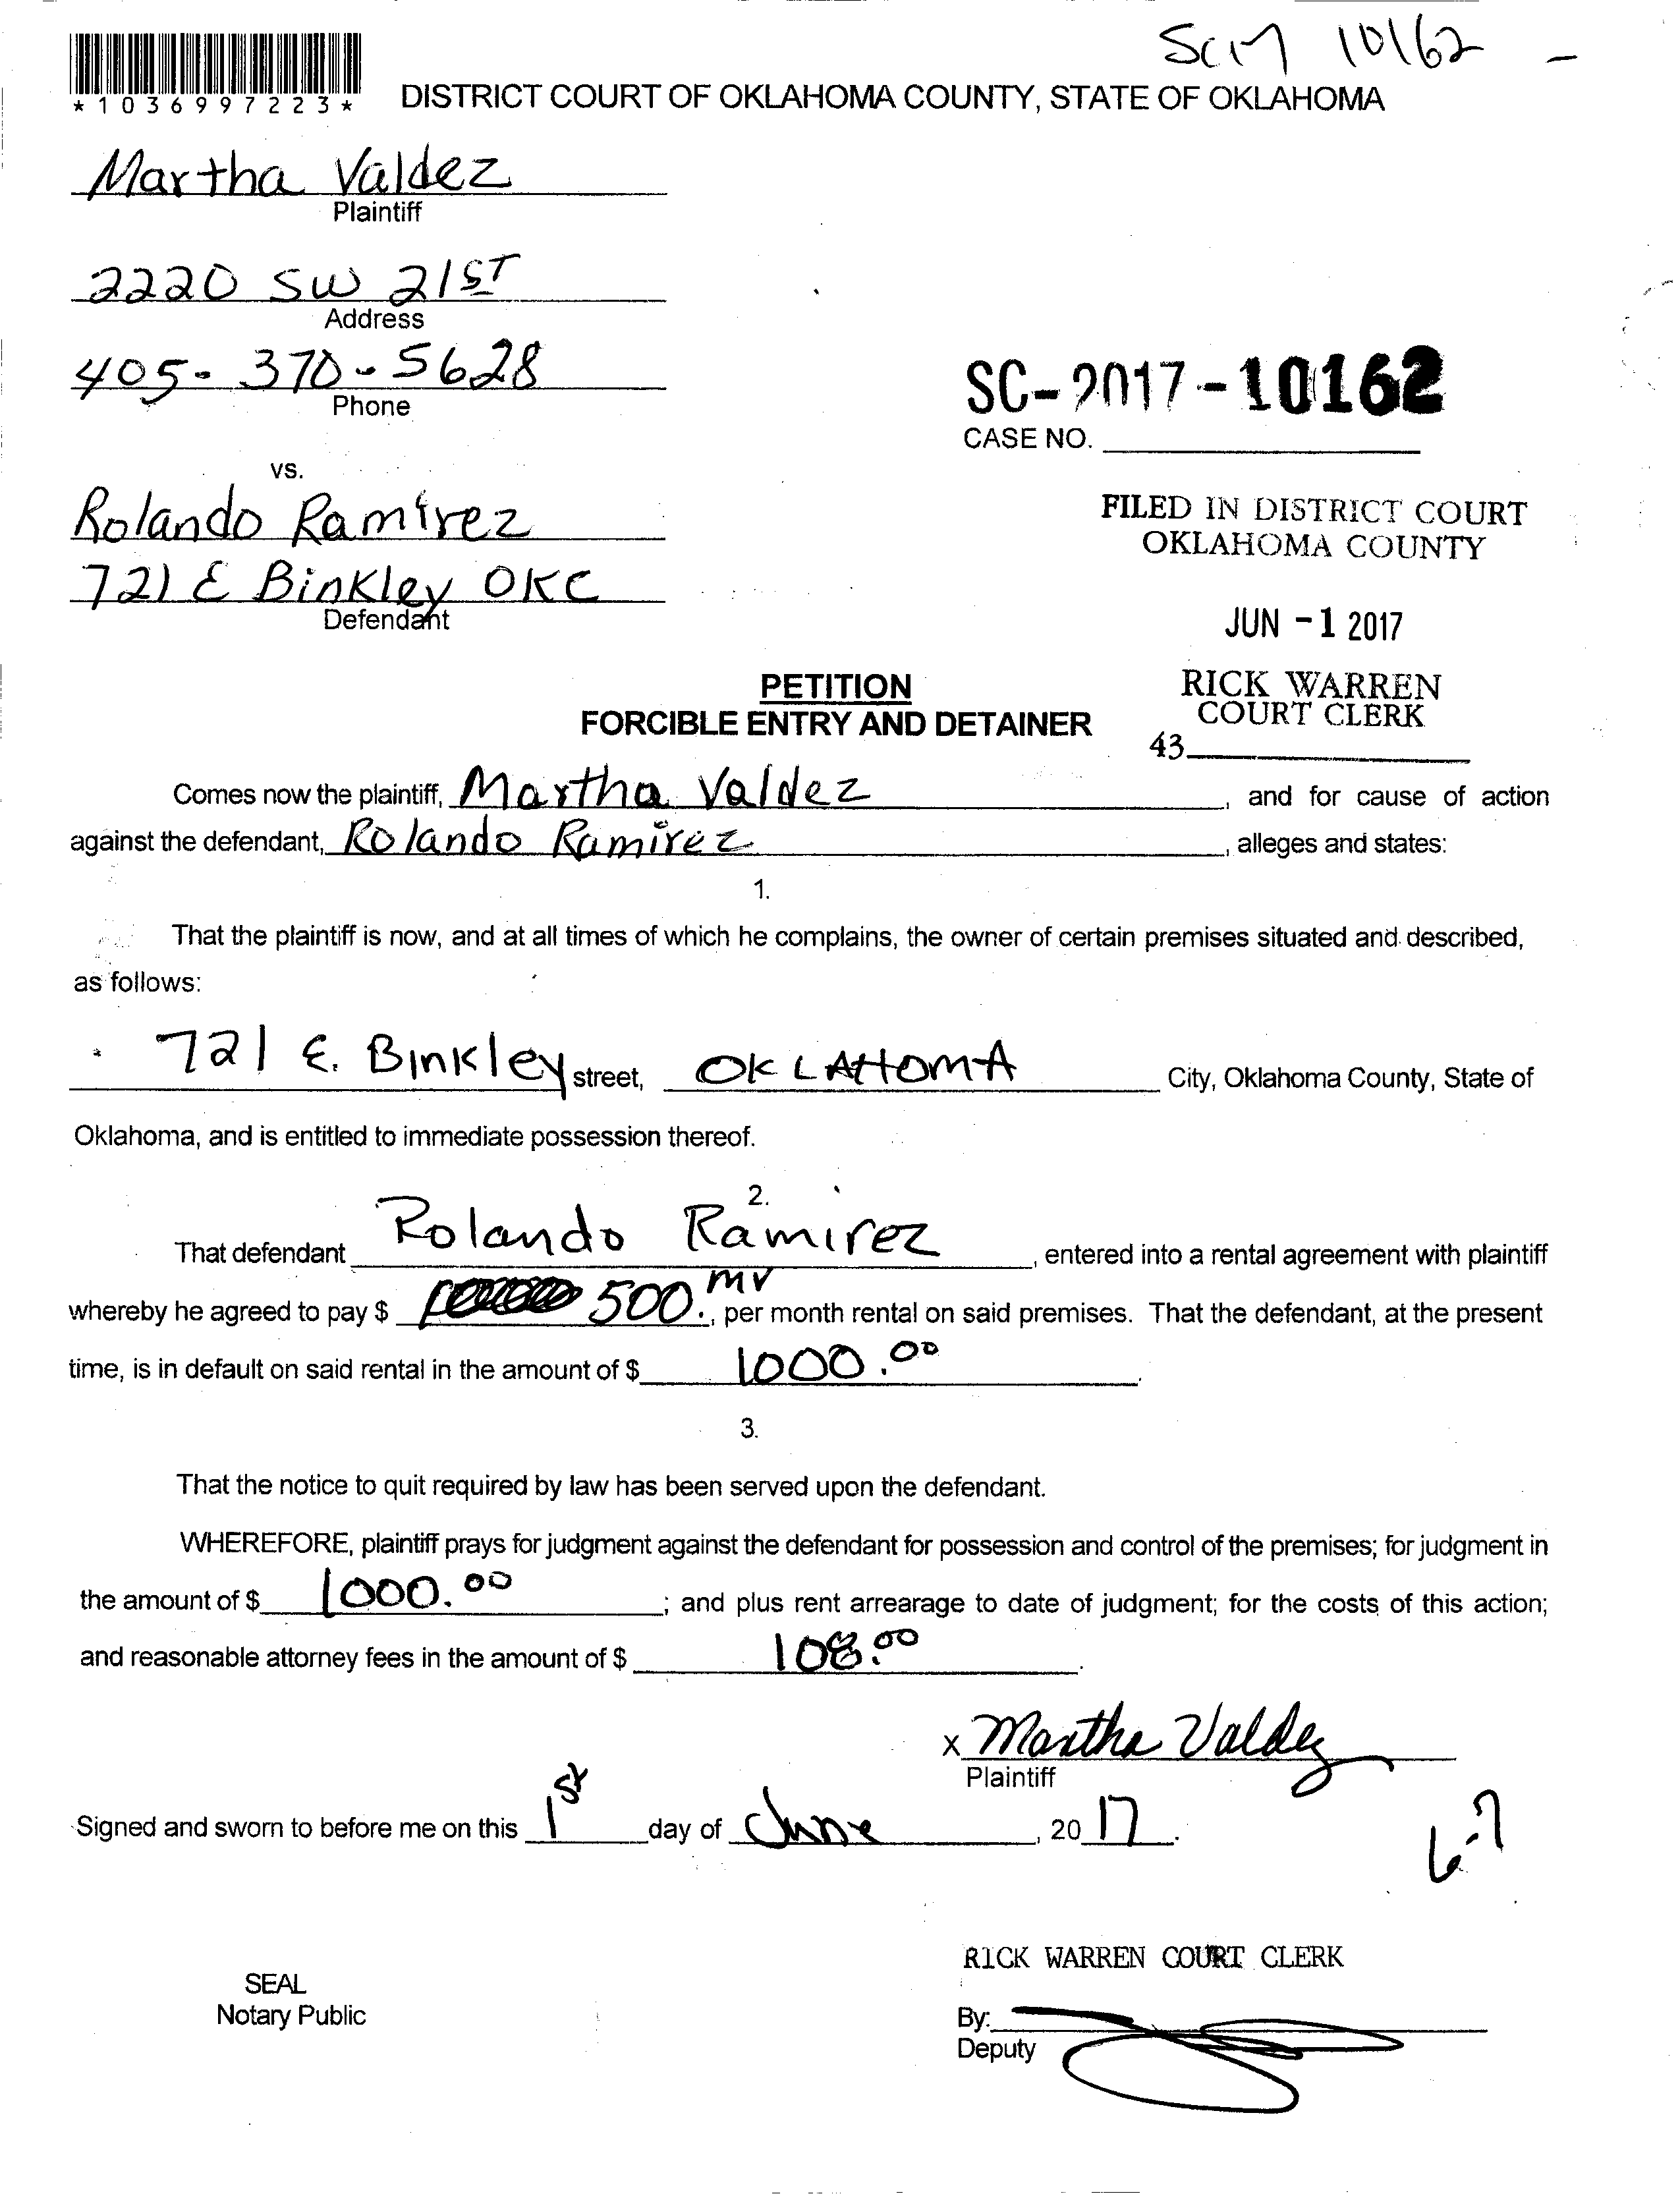 SC17 10162 -
*1036997223*
DISTRICT COURT OF OKLAHOMA COUNTY, STATE OF OKLAHOMA
Martha Valdez
Plaintiff
2220 SW 21ST
Address
405-370-5628
Phone
SC-2017-10162
CASE NO.
vs.
Rolando Ramirez
721 E Binkley OKC
Defendant
FILED IN DISTRICT COURT
OKLAHOMA COUNTY
JUN -1 2017
RICK WARREN
COURT CLERK
43
PETITION
FORCIBLE ENTRY AND DETAINER
Comes now the plaintiff, Martha Valdez, and for cause of action
against the defendant, Rolando Ramirez, alleges and states:
1.
That the plaintiff is now, and at all times of which he complains, the owner of certain premises situated and described,
as follows:
721 E. Binkley street, OKLAHOMA City, Oklahoma County, State of
Oklahoma, and is entitled to immediate possession thereof.
2.
That defendant Rolando Ramirez, entered into a rental agreement with plaintiff
whereby he agreed to pay $ 500. MV, per month rental on said premises. That the defendant, at the present
time, is in default on said rental in the amount of $ 1000.00.
3.
That the notice to quit required by law has been served upon the defendant.
WHEREFORE, plaintiff prays for judgment against the defendant for possession and control of the premises; for judgment in
the amount of $ 1000.00; and plus rent arrearage to date of judgment; for the costs of this action;
and reasonable attorney fees in the amount of $ 108.00.
X Martha Valdez
Plaintiff
Signed and sworn to before me on this 1st day of June, 2017.
6-7
RICK WARREN COURT CLERK
SEAL
Notary Public
By:
Deputy